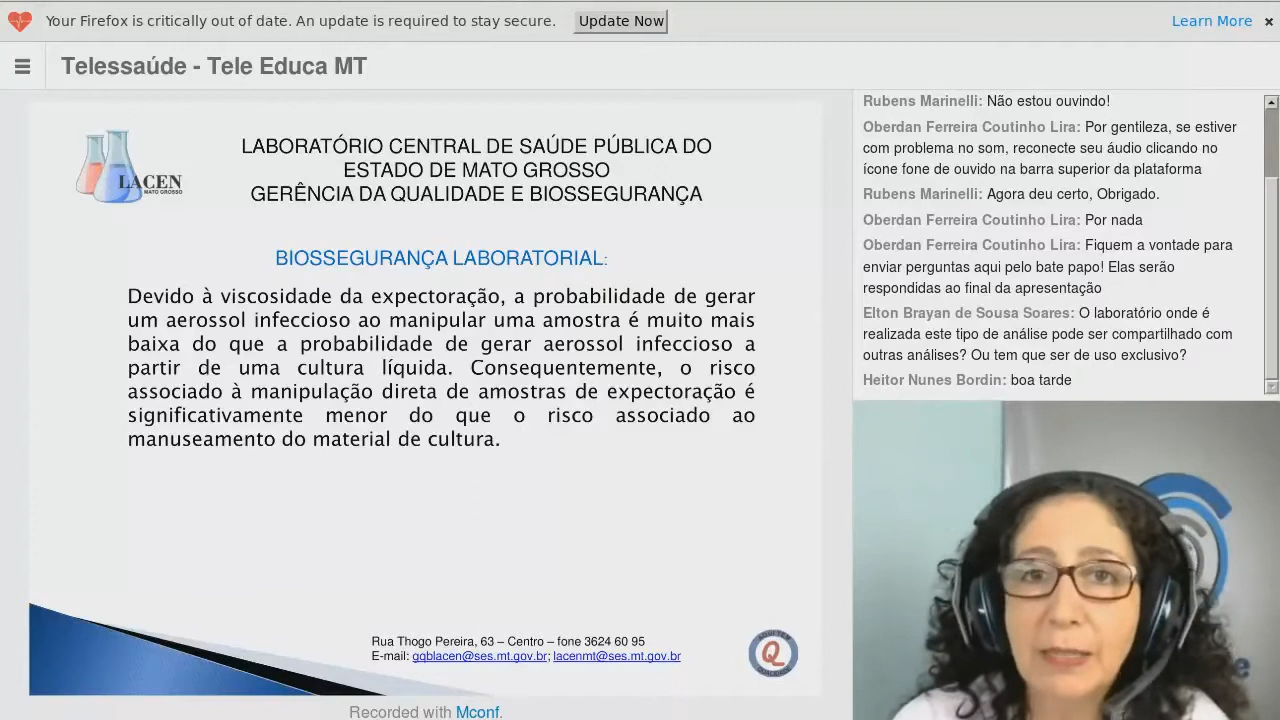 Your Firefox is critically out of date. An update is required to stay secure.
Update Now
Learn More
Telessaúde - Tele Educa MT
LACEN
MATO GROSSO
LABORATÓRIO CENTRAL DE SAÚDE PÚBLICA DO
ESTADO DE MATO GROSSO
GERÊNCIA DA QUALIDADE E BIOSSEGURANÇA
BIOSSEGURANÇA LABORATORIAL:
Devido à viscosidade da expectoração, a probabilidade de gerar
um aerossol infeccioso ao manipular uma amostra é muito mais
baixa do que a probabilidade de gerar aerossol infeccioso a
partir de uma cultura líquida. Consequentemente, o risco
associado à manipulação direta de amostras de expectoração é
significativamente menor do que o risco associado ao
manuseamento do material de cultura.
Rua Thogo Pereira, 63 – Centro – fone 3624 60 95
E-mail: gqblacen@ses.mt.gov.br; lacenmt@ses.mt.gov.br
AQUI TEM
Q
QUALIDADE
Recorded with Mconf.
Rubens Marinelli: Não estou ouvindo!
Oberdan Ferreira Coutinho Lira: Por gentileza, se estiver
com problema no som, reconecte seu áudio clicando no
ícone fone de ouvido na barra superior da plataforma
Rubens Marinelli: Agora deu certo, Obrigado.
Oberdan Ferreira Coutinho Lira: Por nada
Oberdan Ferreira Coutinho Lira: Fiquem a vontade para
enviar perguntas aqui pelo bate papo! Elas serão
respondidas ao final da apresentação
Elton Brayan de Sousa Soares: O laboratório onde é
realizada este tipo de análise pode ser compartilhado com
outras análises? Ou tem que ser de uso exclusivo?
Heitor Nunes Bordin: boa tarde